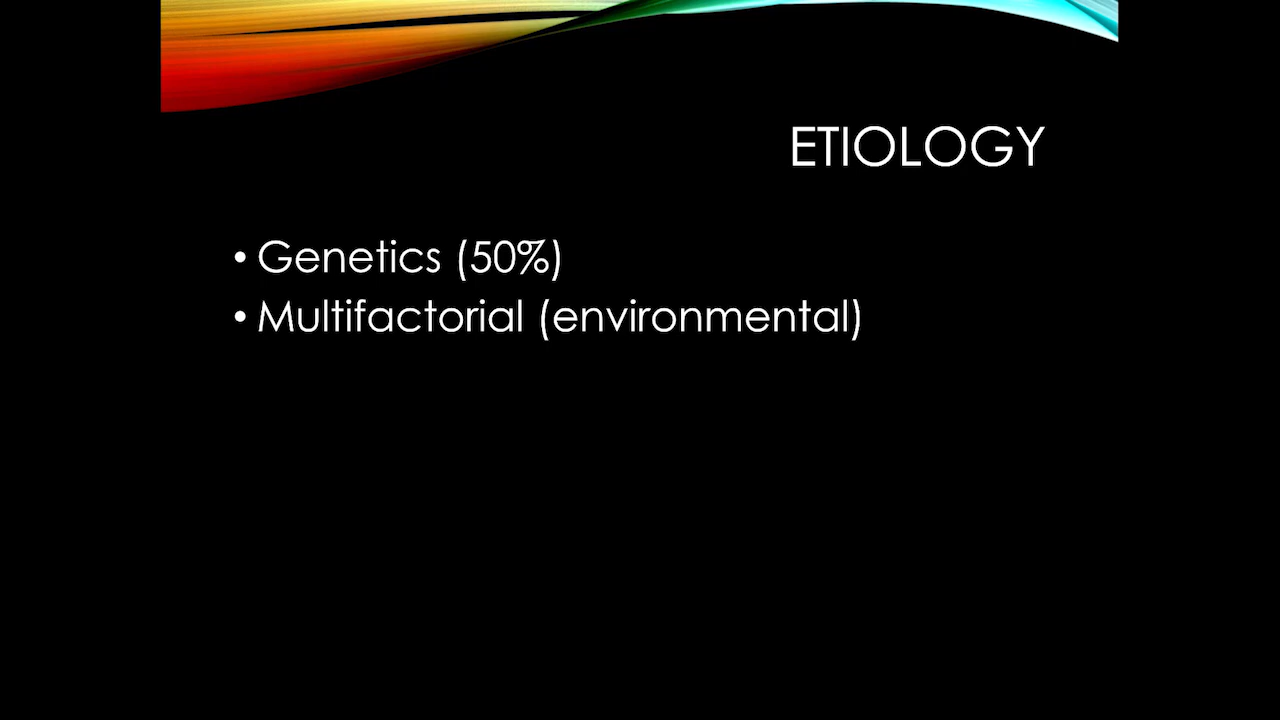 ETIOLOGY
• Genetics (50%)
• Multifactorial (environmental)